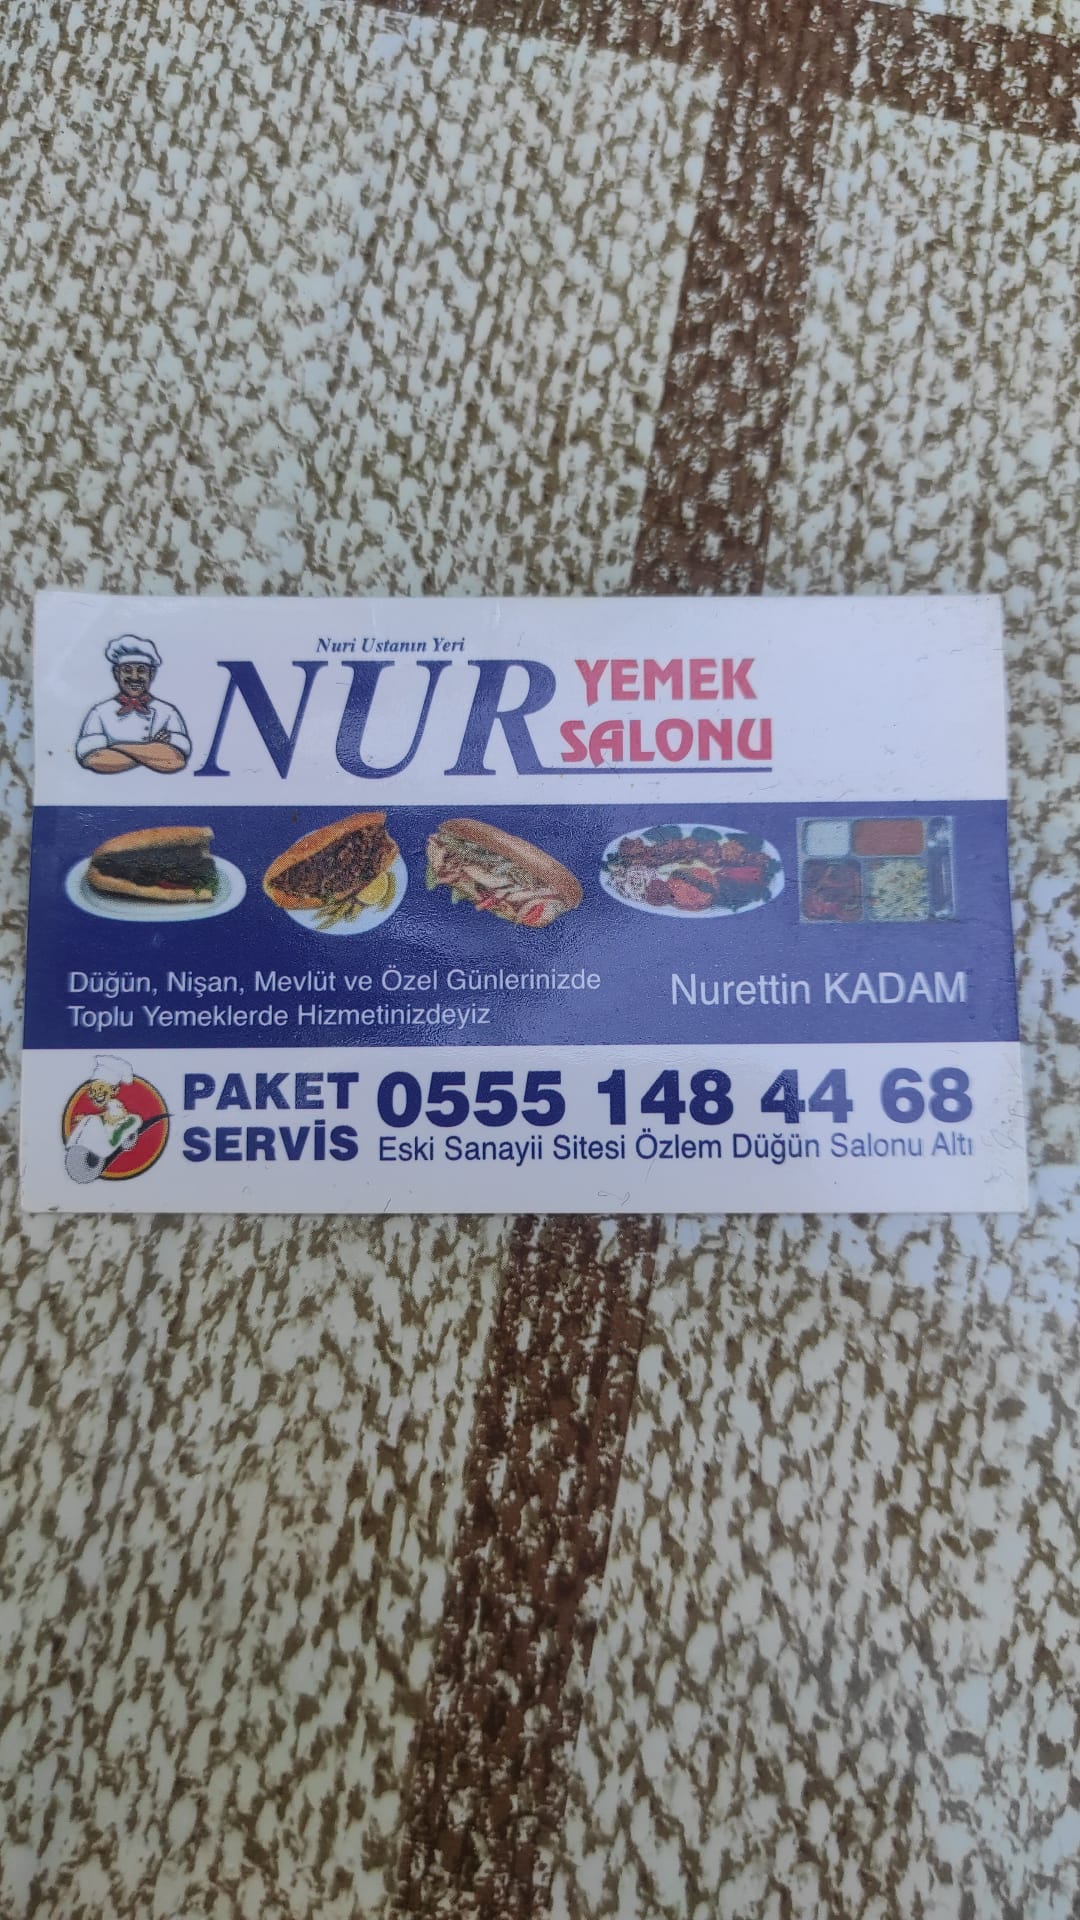 Nuri Ustanın Yeri
NUR YEMEK
SALONU
Düğün, Nişan, Mevlüt ve Özel Günlerinizde
Toplu Yemeklerde Hizmetinizdeyiz
Nurettin KADAM
PAKET
SERVİS
0555 148 44 68
Eski Sanayii Sitesi Özlem Düğün Salonu Altı